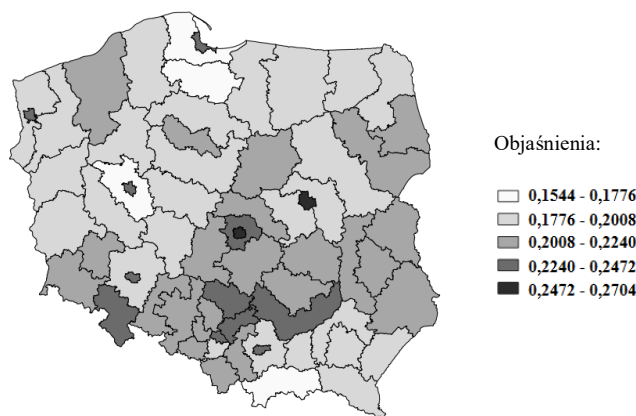 Objaśnienia:
0,1544 - 0,1776
0,1776 - 0,2008
0,2008 - 0,2240
0,2240 - 0,2472
0,2472 - 0,2704